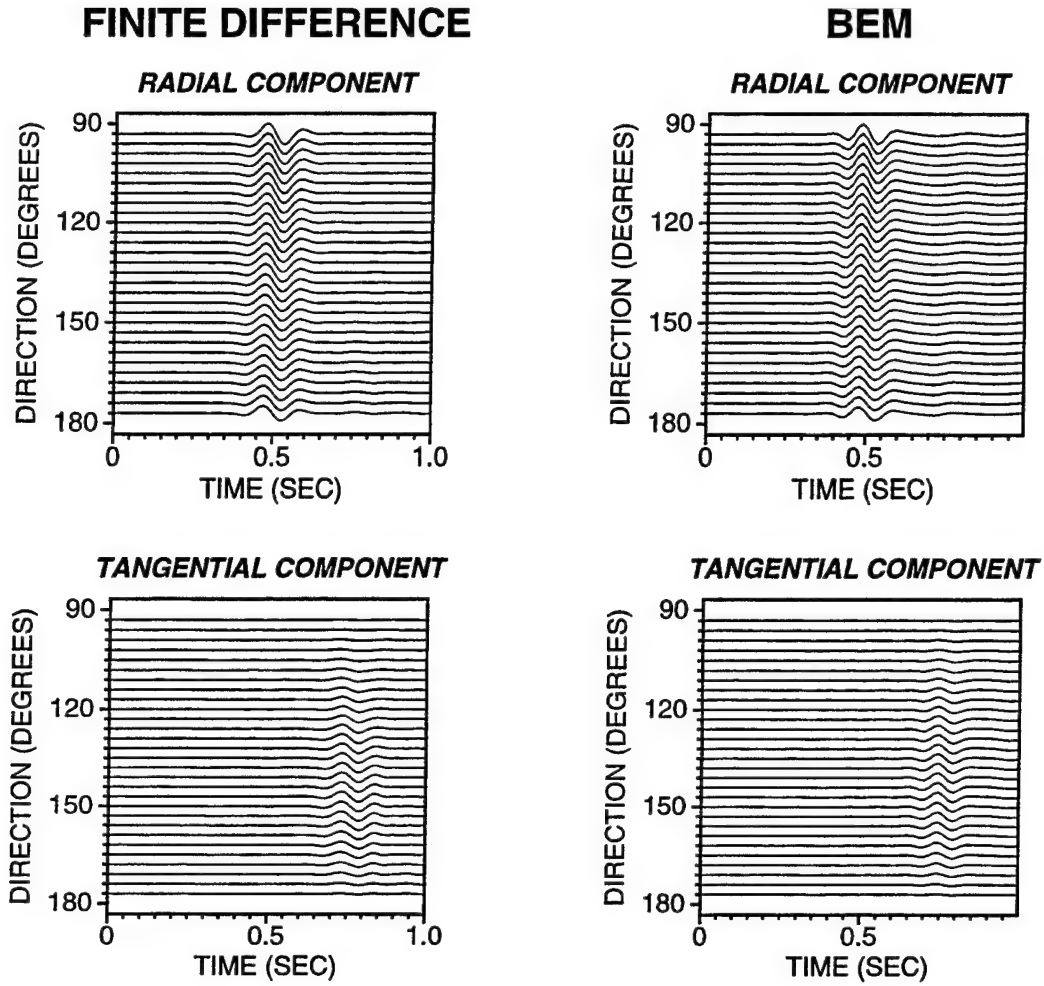 FINITE DIFFERENCE
BEM
RADIAL COMPONENT
DIRECTION (DEGREES)
90
120
150
180
0
0.5
1.0
TIME (SEC)
RADIAL COMPONENT
DIRECTION (DEGREES)
90
120
150
180
0
0.5
TIME (SEC)
TANGENTIAL COMPONENT
DIRECTION (DEGREES)
90
120
150
180
0
0.5
1.0
TIME (SEC)
TANGENTIAL COMPONENT
DIRECTION (DEGREES)
90
120
150
180
0
0.5
TIME (SEC)